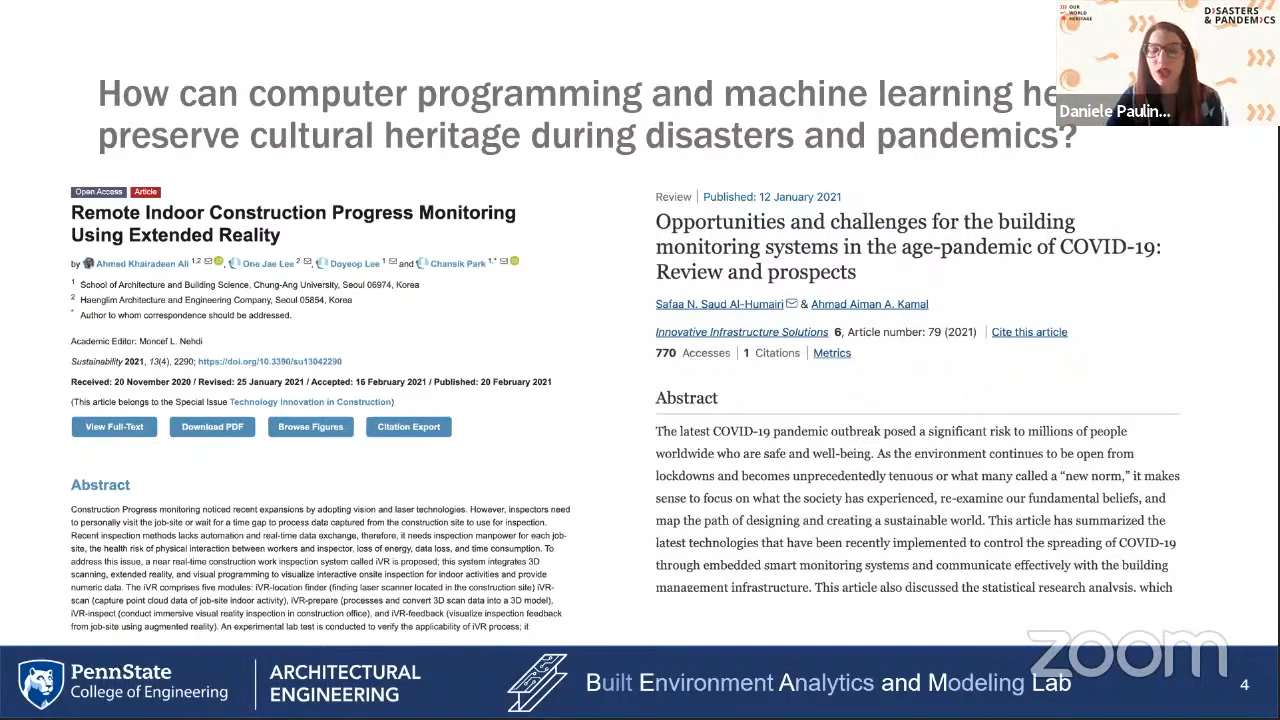 OUR
WORLD
HERITAGE
DISASTERS
& PANDEMICS
Daniele Paulin...
How can computer programming and machine learning he
preserve cultural heritage during disasters and pandemics?
Open Access Article
Remote Indoor Construction Progress Monitoring
Using Extended Reality
by Ahmed Khairadeen Ali 1,2, One Jae Lee 2, Doyeop Lee 1 and Chansik Park 1,*
1 School of Architecture and Building Science, Chung-Ang University, Seoul 06974, Korea
2 Haenglim Architecture and Engineering Company, Seoul 05854, Korea
* Author to whom correspondence should be addressed.
Academic Editor: Moncef L. Nehdi
Sustainability 2021, 13(4), 2290; https://doi.org/10.3390/su13042290
Received: 20 November 2020 / Revised: 25 January 2021 / Accepted: 16 February 2021 / Published: 20 February 2021
(This article belongs to the Special Issue Technology Innovation in Construction)
View Full-Text Download PDF Browse Figures Citation Export
Abstract
Construction Progress monitoring noticed recent expansions by adopting vision and laser technologies. However, inspectors need
to personally visit the job-site or wait for a time gap to process data captured from the construction site to use for inspection.
Recent inspection methods lacks automation and real-time data exchange, therefore, it needs inspection manpower for each job-
site, the health risk of physical interaction between workers and inspector, loss of energy, data loss, and time consumption. To
address this issue, a near real-time construction work inspection system called iVR is proposed; this system integrates 3D
scanning, extended reality, and visual programming to visualize interactive onsite inspection for indoor activities and provide
numeric data. The iVR comprises five modules: iVR-location finder (finding laser scanner located in the construction site) iVR-
scan (capture point cloud data of job-site indoor activity), iVR-prepare (processes and convert 3D scan data into a 3D model),
iVR-inspect (conduct immersive visual reality inspection in construction office), and iVR-feedback (visualize inspection feedback
from job-site using augmented reality). An experimental lab test is conducted to verify the applicability of iVR process; it
Review | Published: 12 January 2021
Opportunities and challenges for the building
monitoring systems in the age-pandemic of COVID-19:
Review and prospects
Safaa N. Saud Al-Humairi & Ahmad Aiman A. Kamal
Innovative Infrastructure Solutions 6, Article number: 79 (2021) | Cite this article
770 Accesses | 1 Citations | Metrics
Abstract
The latest COVID-19 pandemic outbreak posed a significant risk to millions of people
worldwide who are safe and well-being. As the environment continues to be open from
lockdowns and becomes unprecedentedly tenuous or what many called a “new norm,” it makes
sense to focus on what the society has experienced, re-examine our fundamental beliefs, and
map the path of designing and creating a sustainable world. This article has summarized the
latest technologies that have been recently implemented to control the spreading of COVID-19
through embedded smart monitoring systems and communicate effectively with the building
management infrastructure. This article also discussed the statistical research analysis, which
zoom
PennState
College of Engineering
ARCHITECTURAL
ENGINEERING
Built Environment Analytics and Modeling Lab
4